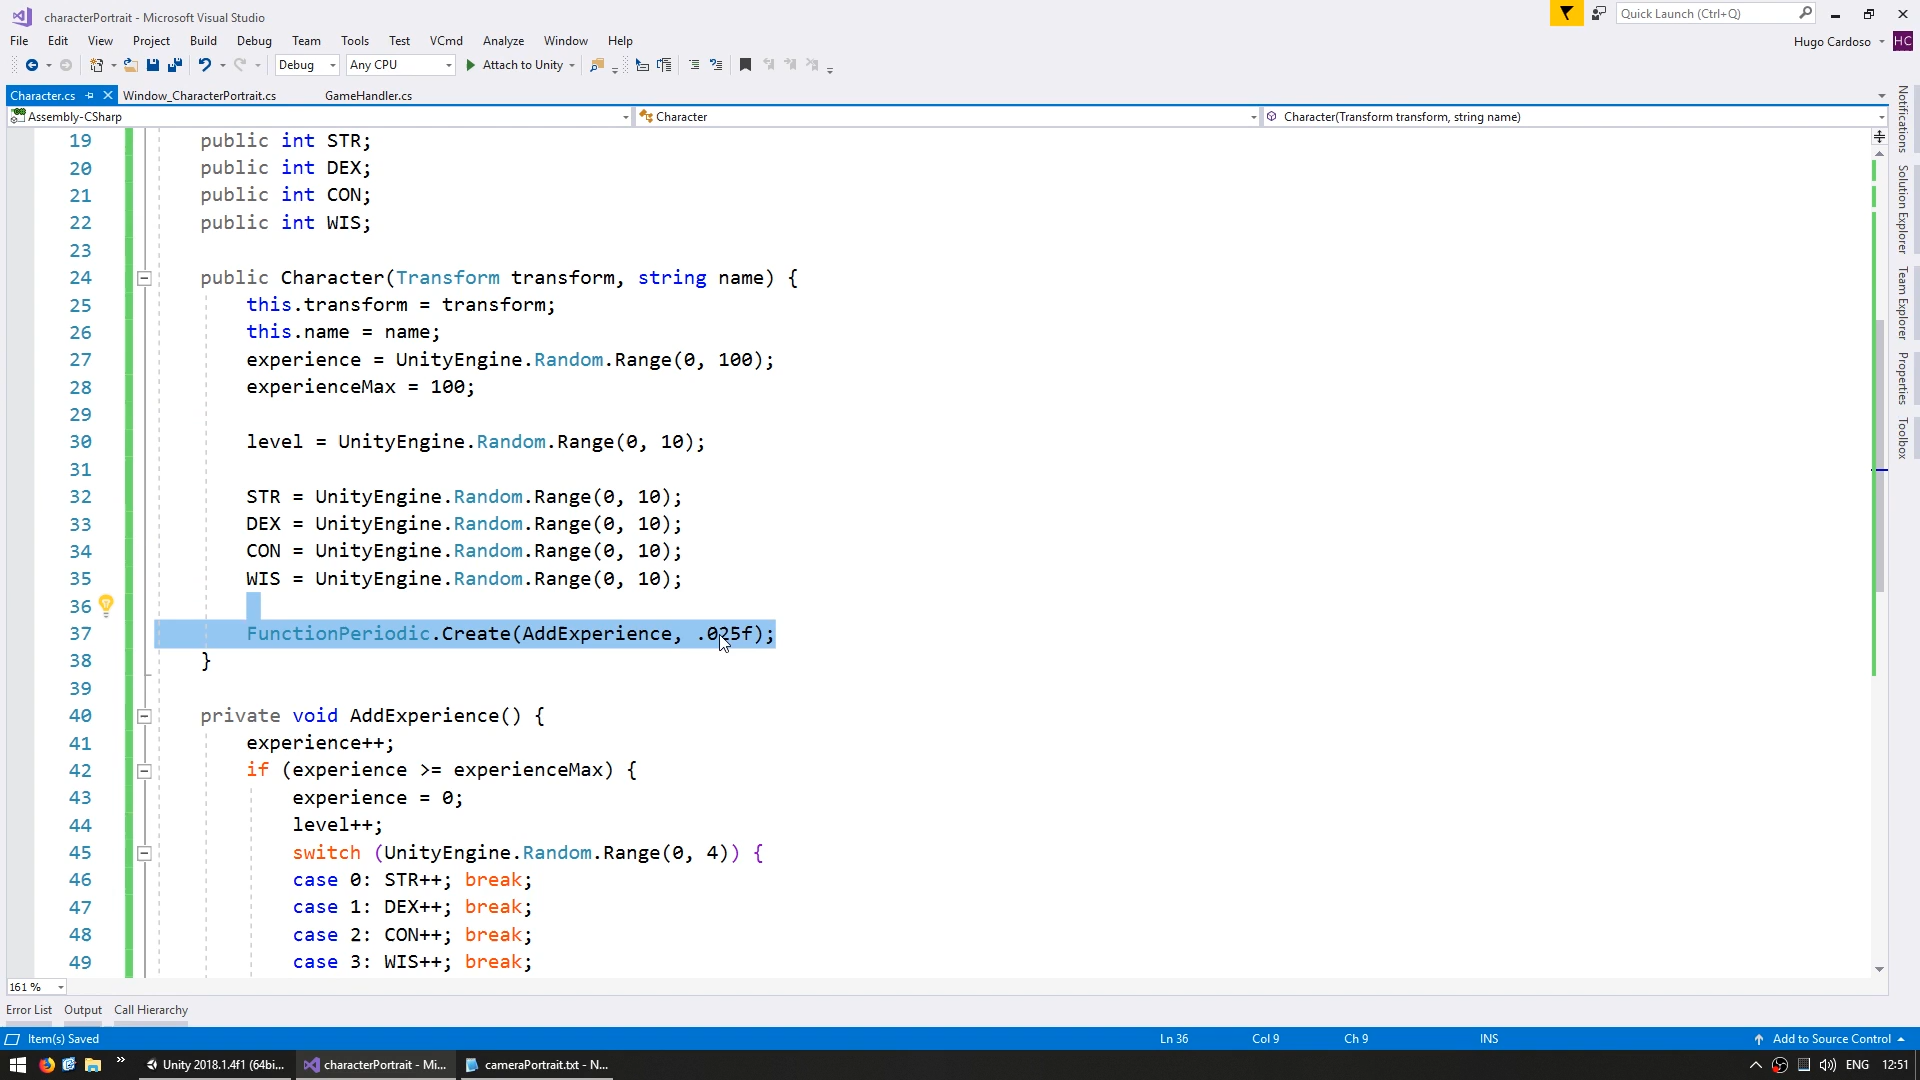 characterPortrait - Microsoft Visual Studio
Quick Launch (Ctrl+Q)
File Edit View Project Build Debug Team Tools Test VCmd Analyze Window Help
Hugo Cardoso HC
Debug Any CPU Attach to Unity
Character.cs Window_CharacterPortrait.cs GameHandler.cs
Assembly-CSharp Character Character(Transform transform, string name)
19 public int STR;
20 public int DEX;
21 public int CON;
22 public int WIS;
23
24 public Character(Transform transform, string name) {
25 this.transform = transform;
26 this.name = name;
27 experience = UnityEngine.Random.Range(0, 100);
28 experienceMax = 100;
29
30 level = UnityEngine.Random.Range(0, 10);
31
32 STR = UnityEngine.Random.Range(0, 10);
33 DEX = UnityEngine.Random.Range(0, 10);
34 CON = UnityEngine.Random.Range(0, 10);
35 WIS = UnityEngine.Random.Range(0, 10);
36
37 FunctionPeriodic.Create(AddExperience, .025f);
38 }
39
40 private void AddExperience() {
41 experience++;
42 if (experience >= experienceMax) {
43 experience = 0;
44 level++;
45 switch (UnityEngine.Random.Range(0, 4)) {
46 case 0: STR++; break;
47 case 1: DEX++; break;
48 case 2: CON++; break;
49 case 3: WIS++; break;
Notifications
Solution Explorer
Team Explorer
Properties
Toolbox
161 %
Error List Output Call Hierarchy
Item(s) Saved Ln 36 Col 9 Ch 9 INS Add to Source Control
» Unity 2018.1.4f1 (64bi... characterPortrait - Mi... cameraPortrait.txt - N... ENG 12:51